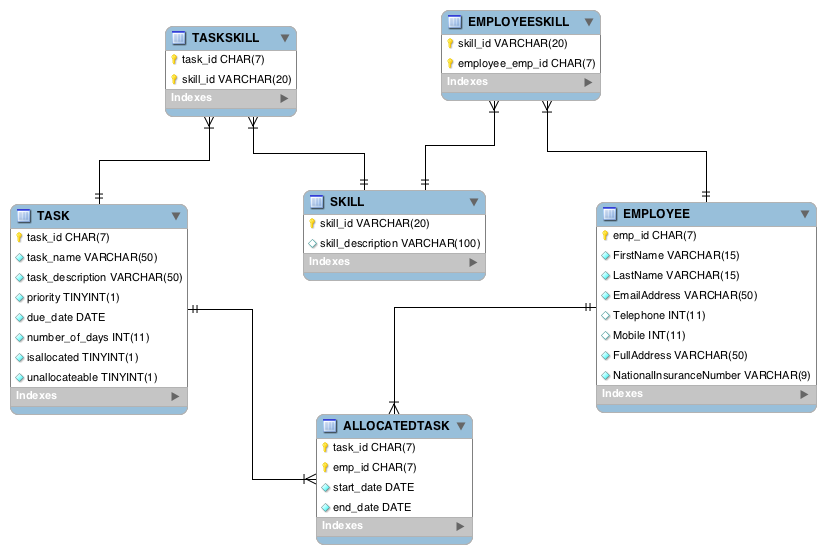 TASKSKILL
task_id CHAR(7)
skill_id VARCHAR(20)
Indexes
EMPLOYEESKILL
skill_id VARCHAR(20)
employee_emp_id CHAR(7)
Indexes
TASK
task_id CHAR(7)
task_name VARCHAR(50)
task_description VARCHAR(50)
priority TINYINT(1)
due_date DATE
number_of_days INT(11)
isallocated TINYINT(1)
unallocateable TINYINT(1)
Indexes
SKILL
skill_id VARCHAR(20)
skill_description VARCHAR(100)
Indexes
EMPLOYEE
emp_id CHAR(7)
FirstName VARCHAR(15)
LastName VARCHAR(15)
EmailAddress VARCHAR(50)
Telephone INT(11)
Mobile INT(11)
FullAddress VARCHAR(50)
NationalInsuranceNumber VARCHAR(9)
Indexes
ALLOCATEDTASK
task_id CHAR(7)
emp_id CHAR(7)
start_date DATE
end_date DATE
Indexes